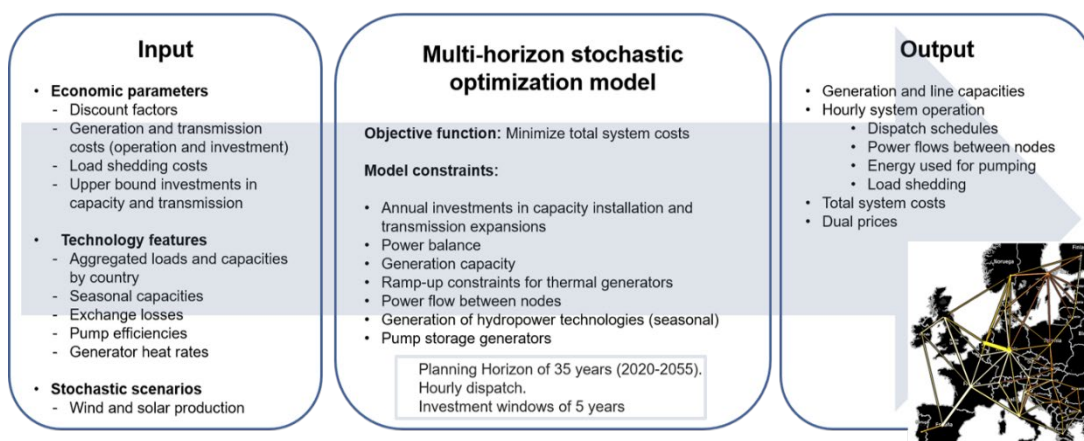 Input
• Economic parameters
- Discount factors
- Generation and transmission
costs (operation and investment)
- Load shedding costs
- Upper bound investments in
capacity and transmission
• Technology features
- Aggregated loads and capacities
by country
- Seasonal capacities
- Exchange losses
- Pump efficiencies
- Generator heat rates
• Stochastic scenarios
- Wind and solar production
Multi-horizon stochastic
optimization model
Objective function: Minimize total system costs
Model constraints:
• Annual investments in capacity installation and
transmission expansions
• Power balance
• Generation capacity
• Ramp-up constraints for thermal generators
• Power flow between nodes
• Generation of hydropower technologies (seasonal)
• Pump storage generators
Planning Horizon of 35 years (2020-2055).
Hourly dispatch.
Investment windows of 5 years
Output
• Generation and line capacities
• Hourly system operation
• Dispatch schedules
• Power flows between nodes
• Energy used for pumping
• Load shedding
• Total system costs
• Dual prices
Noruega